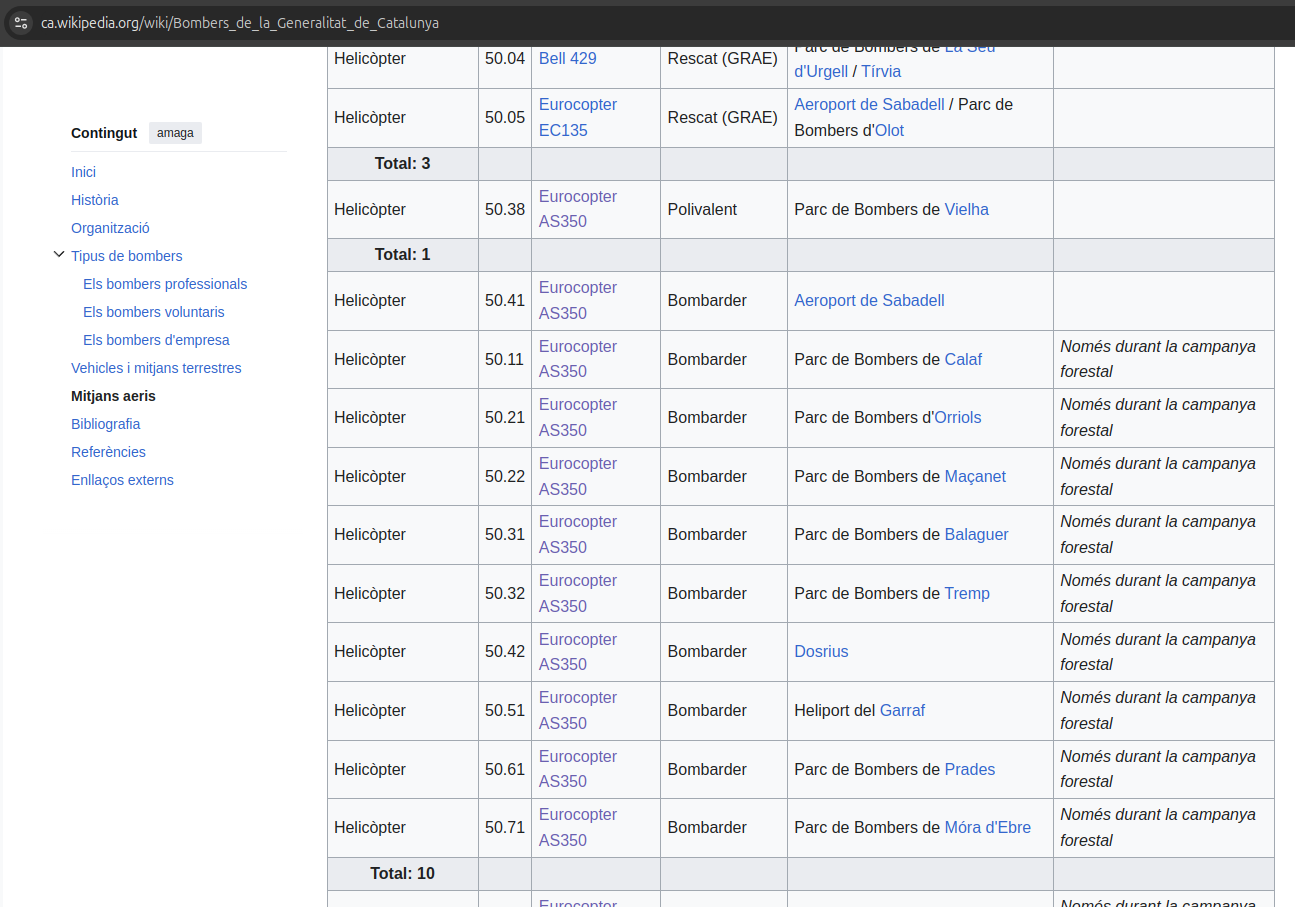 ca.wikipedia.org/wiki/Bombers_de_la_Generalitat_de_Catalunya
Contingut amaga
Inici
Història
Organització
Tipus de bombers
Els bombers professionals
Els bombers voluntaris
Els bombers d'empresa
Vehicles i mitjans terrestres
Mitjans aeris
Bibliografia
Referències
Enllaços externs
Helicòpter 50.04 Bell 429 Rescat (GRAE) Parc de Bombers de La Seu
d'Urgell / Tírvia
Helicòpter 50.05 Eurocopter
EC135 Rescat (GRAE) Aeroport de Sabadell / Parc de
Bombers d'Olot
Total: 3
Helicòpter 50.38 Eurocopter
AS350 Polivalent Parc de Bombers de Vielha
Total: 1
Helicòpter 50.41 Eurocopter
AS350 Bombarder Aeroport de Sabadell
Helicòpter 50.11 Eurocopter
AS350 Bombarder Parc de Bombers de Calaf Només durant la campanya
forestal
Helicòpter 50.21 Eurocopter
AS350 Bombarder Parc de Bombers d'Orriols Només durant la campanya
forestal
Helicòpter 50.22 Eurocopter
AS350 Bombarder Parc de Bombers de Maçanet Només durant la campanya
forestal
Helicòpter 50.31 Eurocopter
AS350 Bombarder Parc de Bombers de Balaguer Només durant la campanya
forestal
Helicòpter 50.32 Eurocopter
AS350 Bombarder Parc de Bombers de Tremp Només durant la campanya
forestal
Helicòpter 50.42 Eurocopter
AS350 Bombarder Dosrius Només durant la campanya
forestal
Helicòpter 50.51 Eurocopter
AS350 Bombarder Heliport del Garraf Només durant la campanya
forestal
Helicòpter 50.61 Eurocopter
AS350 Bombarder Parc de Bombers de Prades Només durant la campanya
forestal
Helicòpter 50.71 Eurocopter
AS350 Bombarder Parc de Bombers de Móra d'Ebre Només durant la campanya
forestal
Total: 10
Eurocopter Només durant la campanya